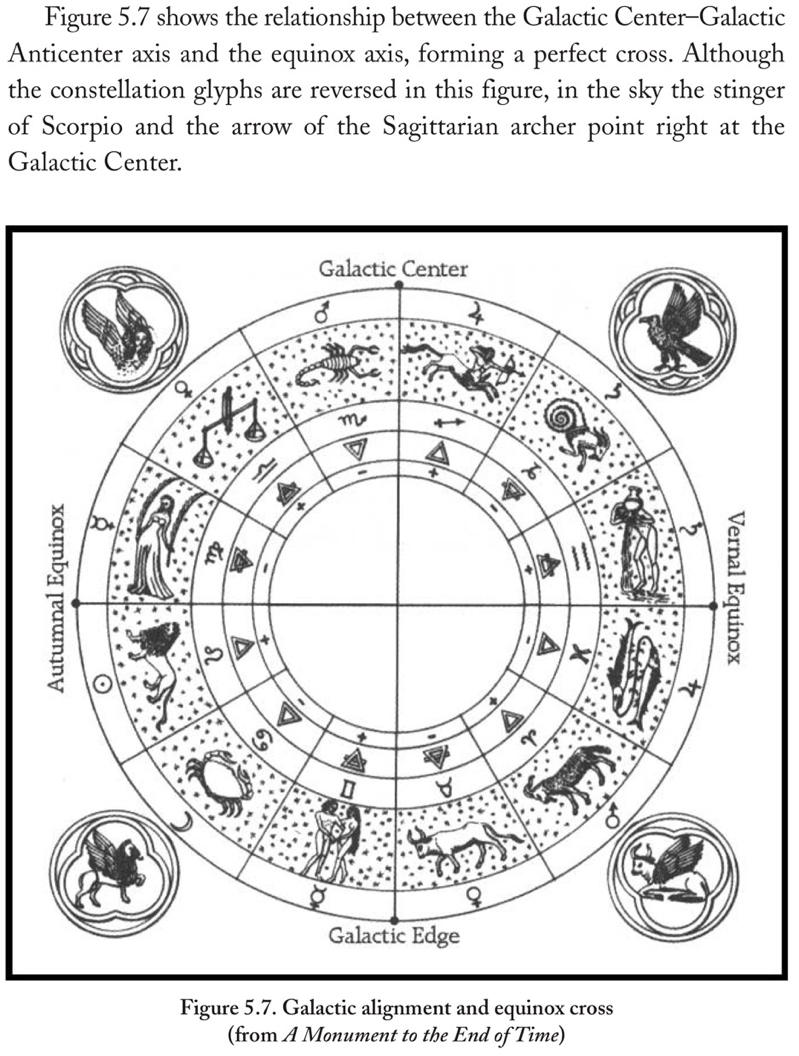 Figure 5.7 shows the relationship between the Galactic Center–Galactic
Anticenter axis and the equinox axis, forming a perfect cross. Although
the constellation glyphs are reversed in this figure, in the sky the stinger
of Scorpio and the arrow of the Sagittarian archer point right at the
Galactic Center.
Galactic Center
Autumnal Equinox
Vernal Equinox
Galactic Edge
Figure 5.7. Galactic alignment and equinox cross
(from A Monument to the End of Time)